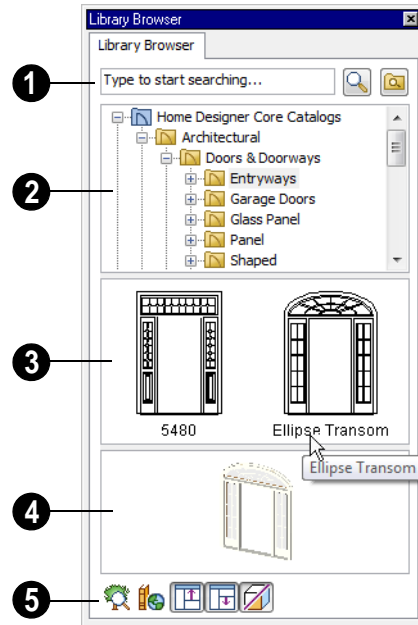 Library Browser
Library Browser
1
Type to start searching...
2
Home Designer Core Catalogs
Architectural
Doors & Doorways
Entryways
Garage Doors
Glass Panel
Panel
Shaped
3
5480
Ellipse Transom
Ellipse Transom
4
5